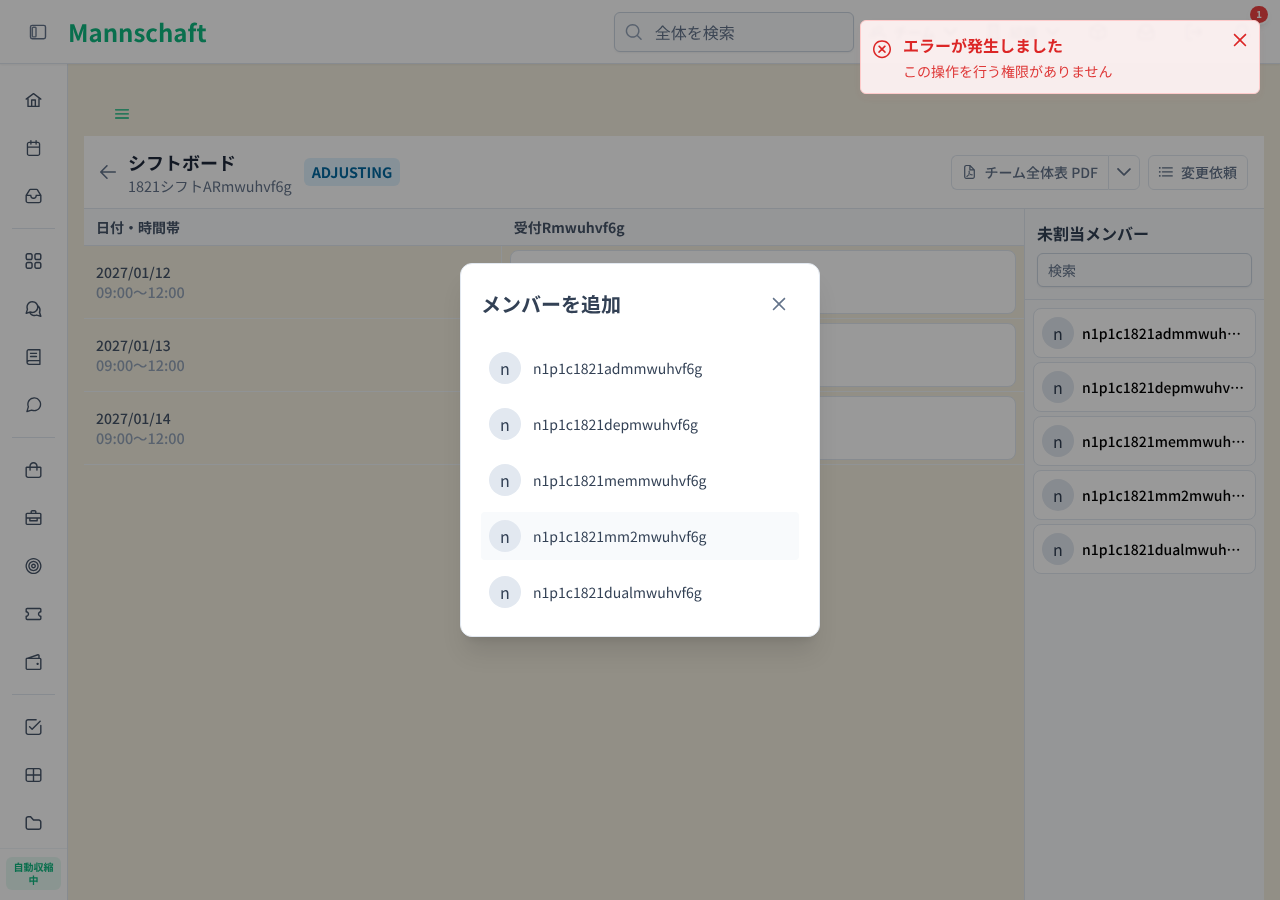 Mannschaft
全体を検索
1
エラーが発生しました
この操作を行う権限がありません
シフトボード
1821シフトARmwuhvf6g
ADJUSTING
チーム全体表 PDF
変更依頼
日付・時間帯
受付Rmwuhvf6g
未割当メンバー
検索
2027/01/12
09:00〜12:00
2027/01/13
09:00〜12:00
2027/01/14
09:00〜12:00
メンバーを追加
n
n1p1c1821admmwuhvf6g
n
n1p1c1821depmwuhvf6g
n
n1p1c1821memmwuhvf6g
n
n1p1c1821mm2mwuhvf6g
n
n1p1c1821dualmwuhvf6g
n
n1p1c1821admmwuh…
n
n1p1c1821depmwuhv…
n
n1p1c1821memmwuh…
n
n1p1c1821mm2mwuh…
n
n1p1c1821dualmwuh…
自動収縮
中